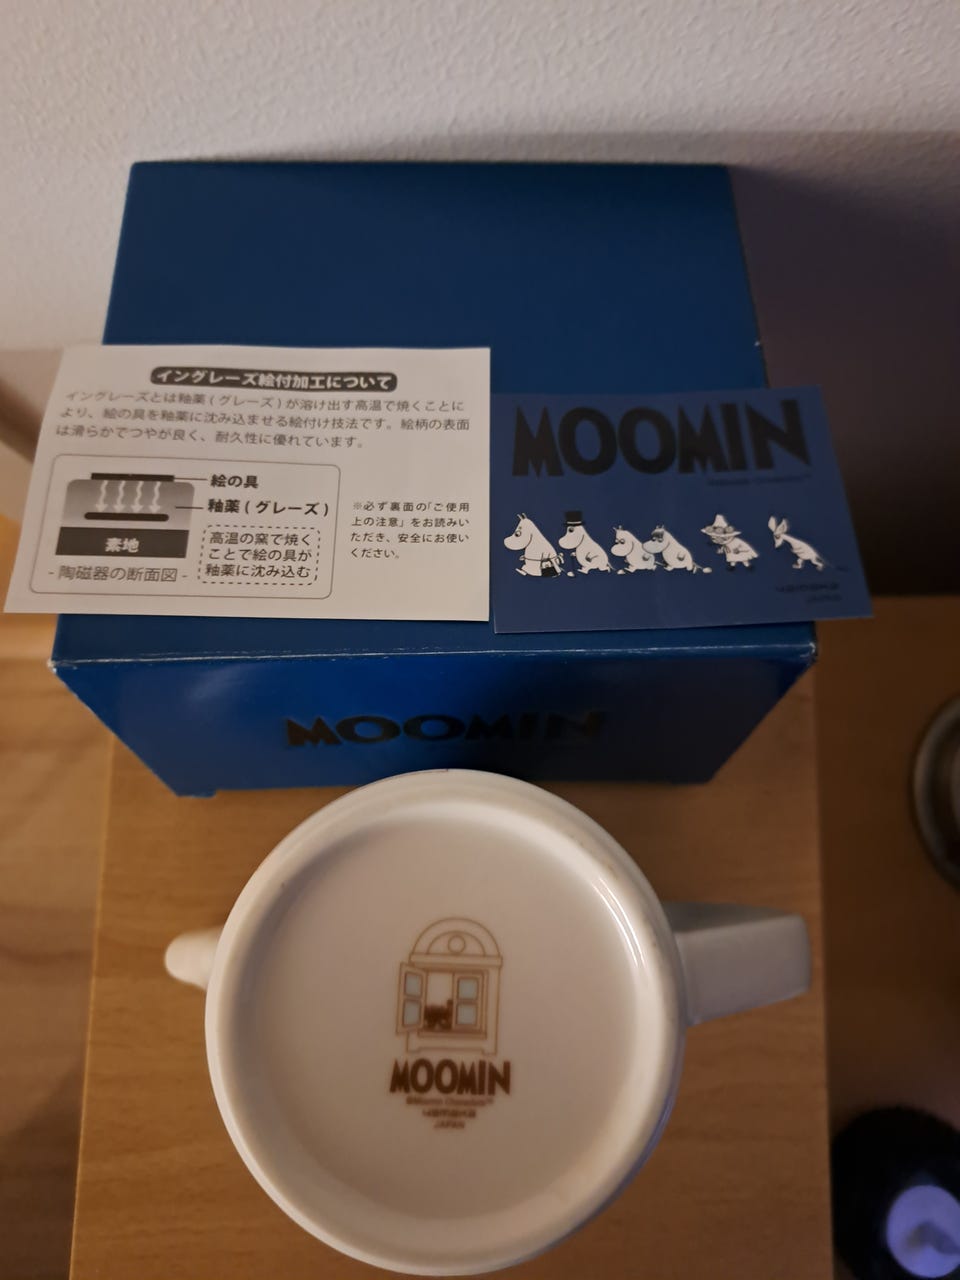 イングレーズ絵付加工について
イングレーズとは釉薬(グレーズ)が溶け出す高温で焼くことに
より、絵の具を釉薬に沈み込ませる絵付け技法です。絵柄の表面
は滑らかでつやが良く、耐久性に優れています。
絵の具
釉薬(グレーズ)
素地
高温の窯で焼く
ことで絵の具が
釉薬に沈み込む
- 陶磁器の断面図 -
※必ず裏面の「ご使用
上の注意」をお読みい
ただき、安全にお使い
ください。
MOOMIN
yamaka
JAPAN
MOOMIN
MOOMIN
©Moomin Characters™
yamaka
JAPAN